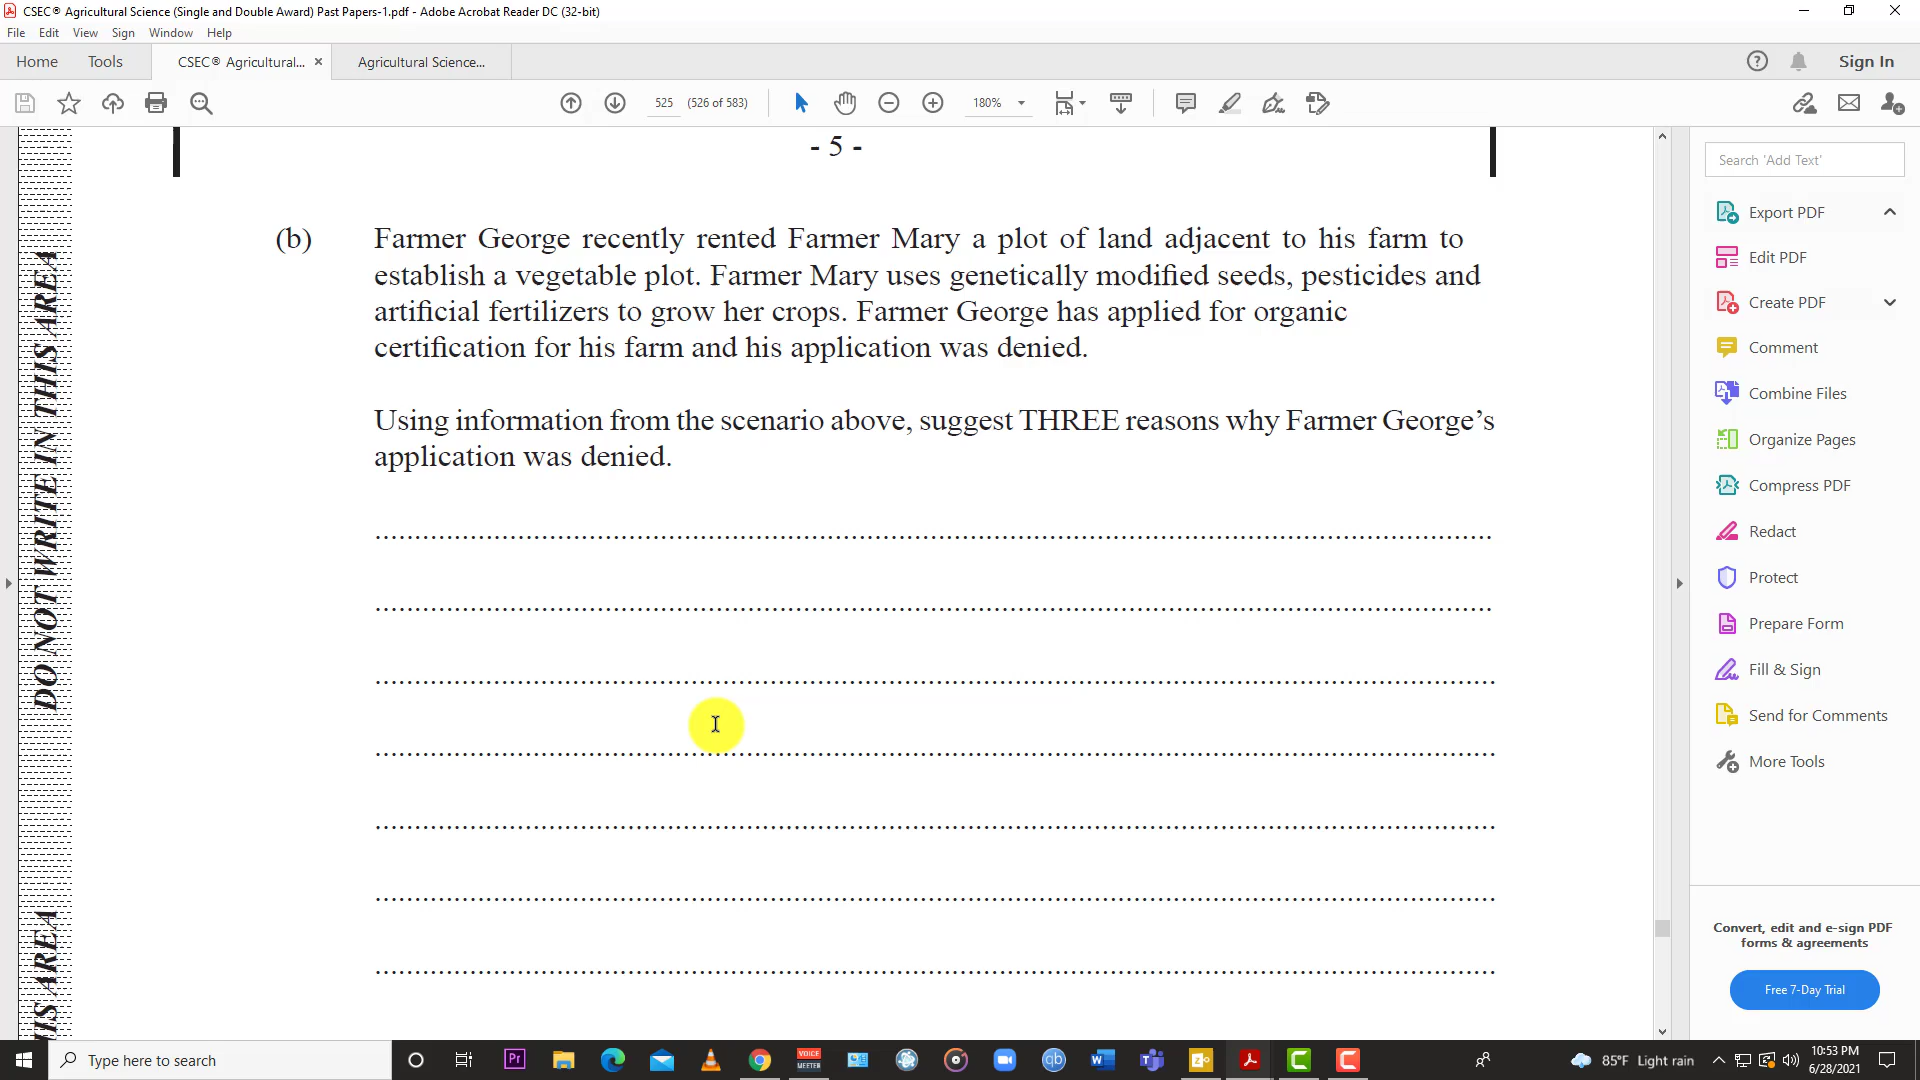 CSEC® Agricultural Science (Single and Double Award) Past Papers-1.pdf - Adobe Acrobat Reader DC (32-bit)
File Edit View Sign Window Help
Home Tools CSEC® Agricultural... × Agricultural Science... Sign In
525 (526 of 583) 180%
- 5 -
Search 'Add Text'
Export PDF
Edit PDF
Create PDF
Comment
Combine Files
Organize Pages
Compress PDF
Redact
Protect
Prepare Form
Fill & Sign
Send for Comments
More Tools
(b) Farmer George recently rented Farmer Mary a plot of land adjacent to his farm to
establish a vegetable plot. Farmer Mary uses genetically modified seeds, pesticides and
artificial fertilizers to grow her crops. Farmer George has applied for organic
certification for his farm and his application was denied.
Using information from the scenario above, suggest THREE reasons why Farmer George's
application was denied.
DO NOT WRITE IN THIS AREA
HIS AREA
Convert, edit and e-sign PDF
forms & agreements
Free 7-Day Trial
Type here to search
Pr
VOICE
MEETER
qb
85°F Light rain
10:53 PM
6/28/2021